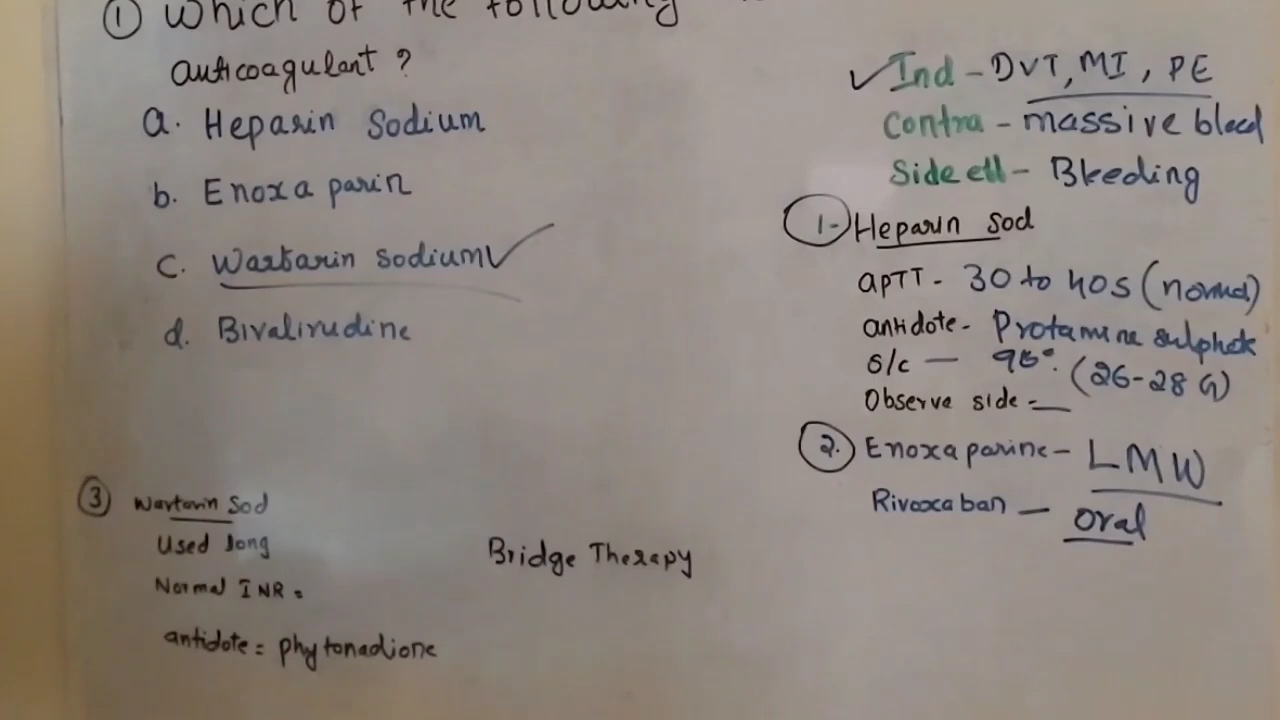 ① Which of the following
anticoagulant ?
a. Heparin Sodium
b. Enoxaparin
c. Warfarin sodium✓
d. Bivalirudine
✓Ind - DVT, MI, PE
Contra - massive bleed
Side eff - Bleeding
1- Heparin Sod
aPTT - 30 to 40s (normal)
antidote - Protamine sulphate
S/c - 90°. (26-28 G)
Observe side -
2. Enoxaparine - LMW
Rivoxaban - oral
③ Warfarin Sod
Used long
Normal INR =
antidote = phytonadione
Bridge Therapy